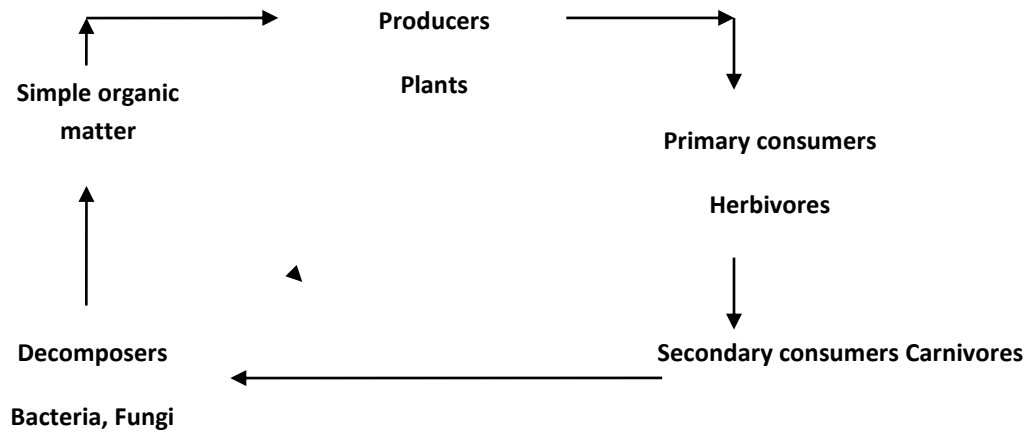 Producers
Plants
Simple organic
matter
Primary consumers
Herbivores
Decomposers
Secondary consumers Carnivores
Bacteria, Fungi